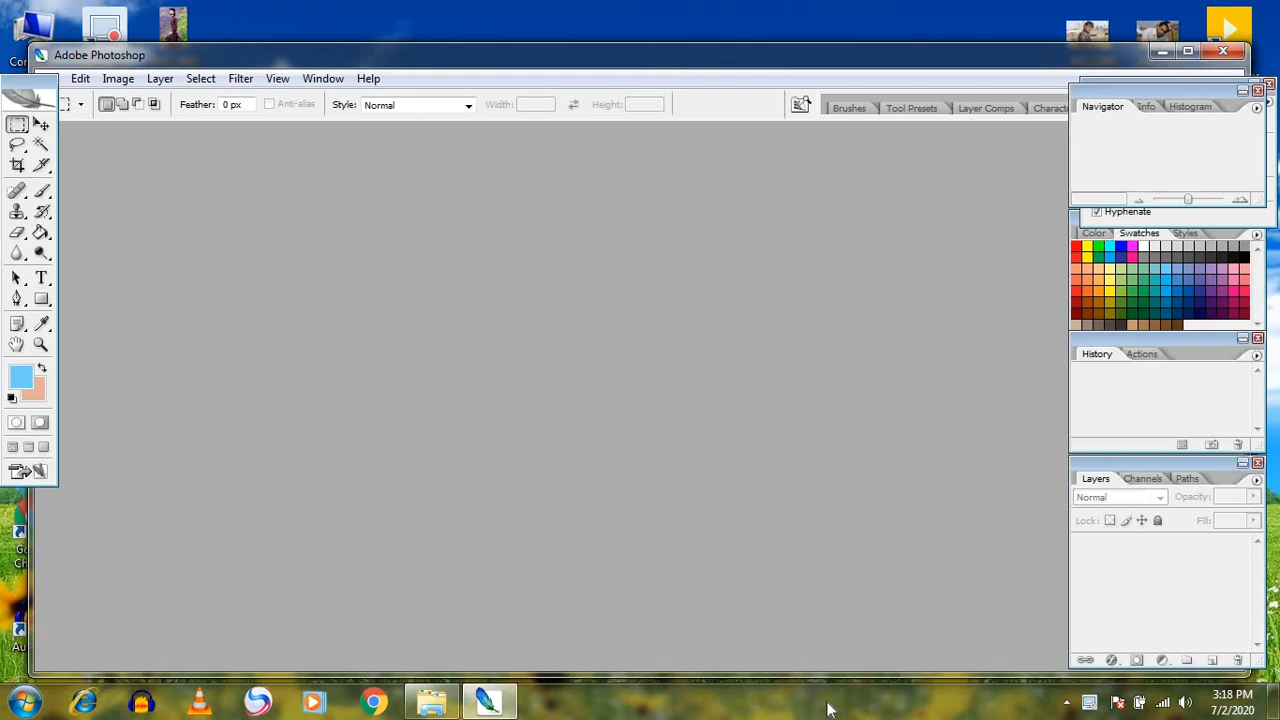 Adobe Photoshop
Edit Image Layer Select Filter View Window Help
Feather: 0 px Anti-alias Style: Normal Width: Height:
Brushes Tool Presets Layer Comps
Navigator Info Histogram
Hyphenate
Color Swatches Styles
History Actions
Layers Channels Paths
Normal Opacity:
Lock: Fill:
3:18 PM
7/2/2020